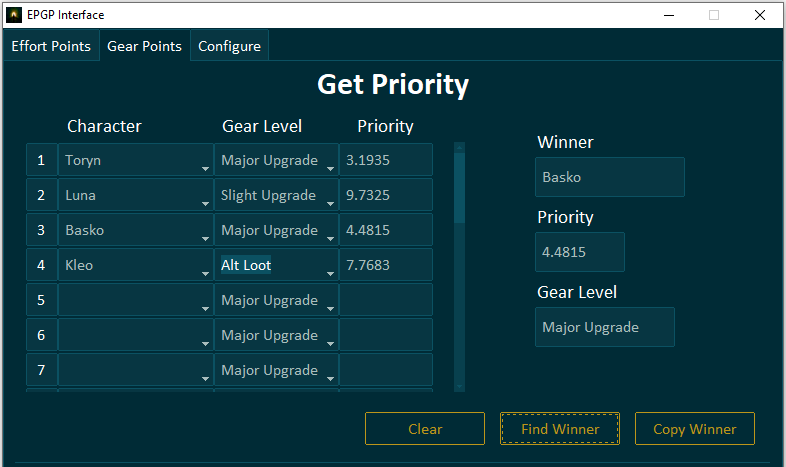 EPGP Interface
Effort Points Gear Points Configure
Get Priority
Character Gear Level Priority
1 Toryn Major Upgrade 3.1935
2 Luna Slight Upgrade 9.7325
3 Basko Major Upgrade 4.4815
4 Kleo Alt Loot 7.7683
5 Major Upgrade
6 Major Upgrade
7 Major Upgrade
Winner
Basko
Priority
4.4815
Gear Level
Major Upgrade
Clear Find Winner Copy Winner